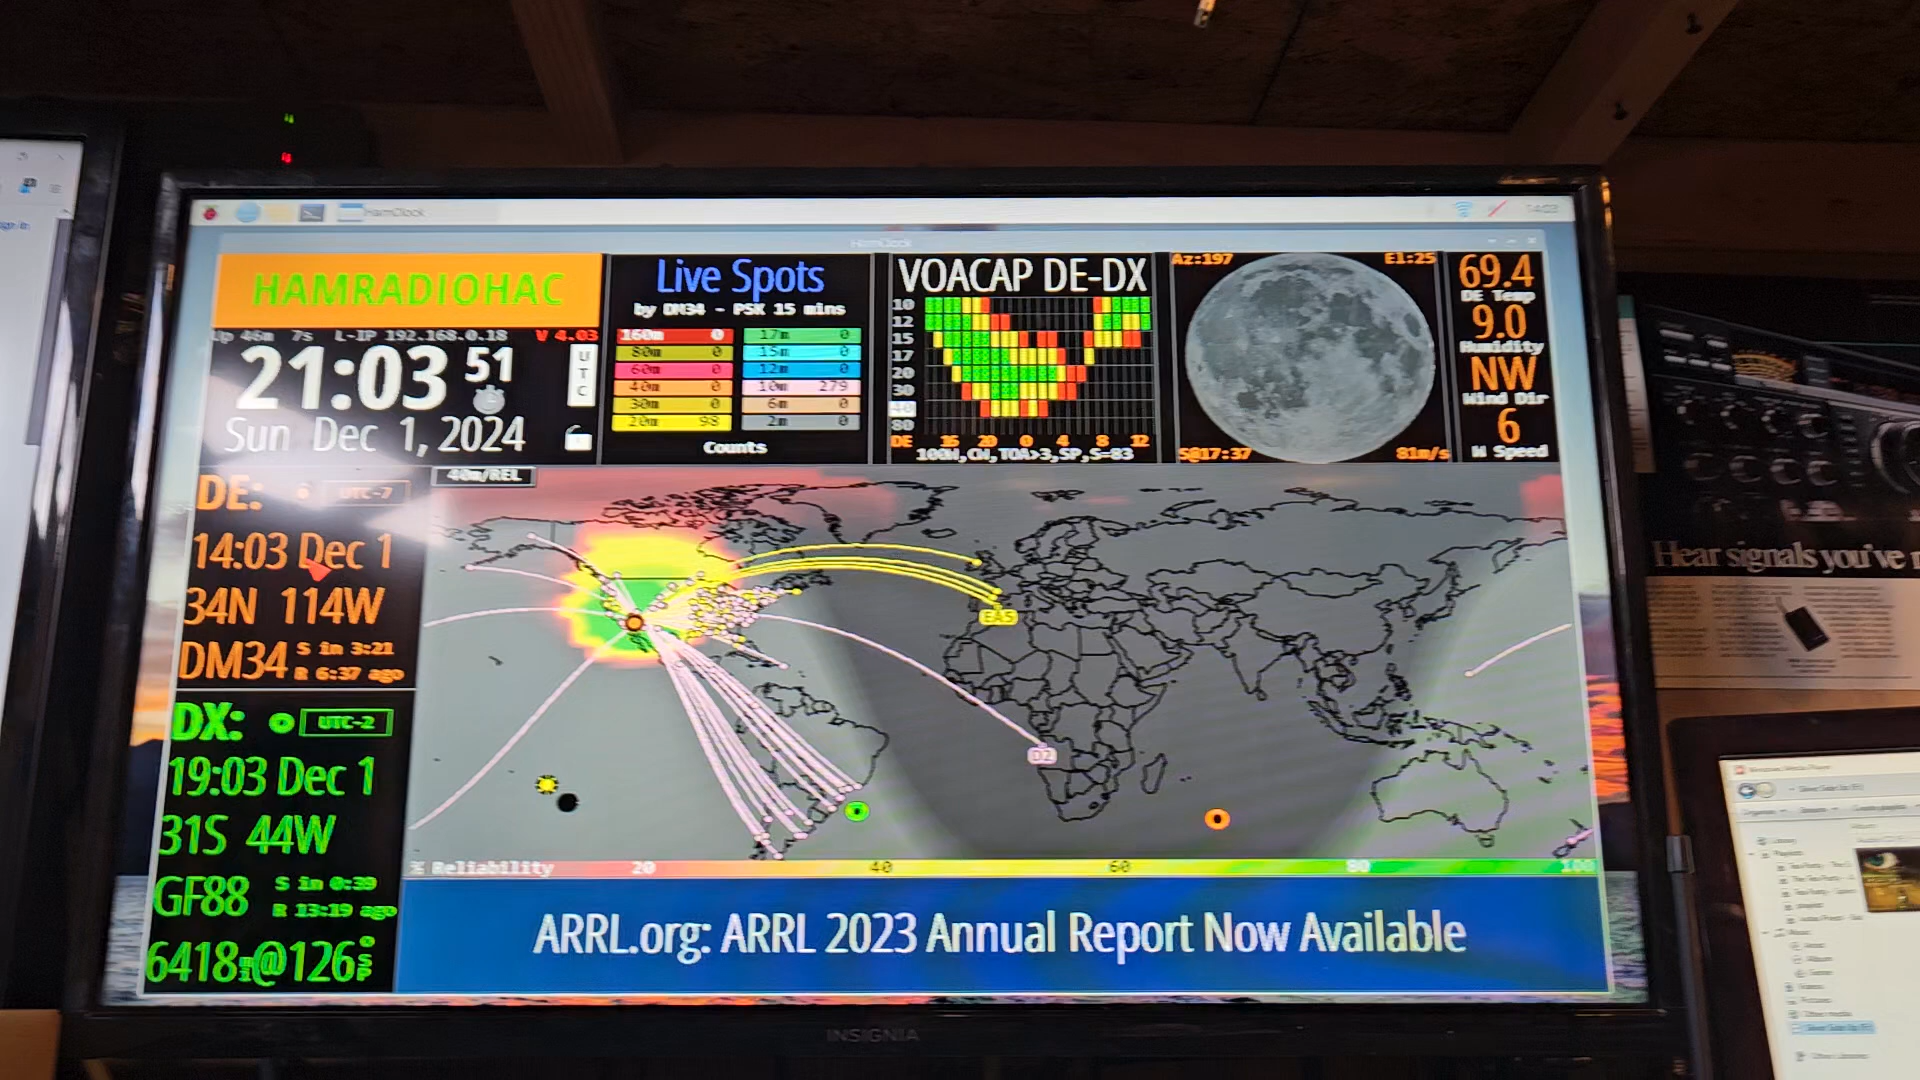 HamClock
14:03
HamClock
HAMRADIOHAC
Up 46m 7s L-IP 192.168.0.18 V 4.03
21:03 51
UTC
Sun Dec 1, 2024
Live Spots
by DM34 - PSK 15 mins
160m 0 17m 0
80m 0 15m 0
60m 0 12m 0
40m 0 10m 279
30m 0 6m 0
20m 98 2m 0
Counts
VOACAP DE-DX
10
12
15
17
20
30
40
80
DE 16 20 0 4 8 12
100W,CW,TOA>3,SP,S=83
Az:197 El:25
S@17:37 81m/s
69.4
DE Temp
9.0
Humidity
NW
Wind Dir
6
W Speed
DE: UTC-7
14:03 Dec 1
34N 114W
DM34 S in 3:21
R 6:37 ago
DX: UTC-2
19:03 Dec 1
31S 44W
GF88 S in 0:39
R 13:19 ago
6418mi@126°SP
40m/REL
EA5
D2
% Reliability 20 40 60 80 100
ARRL.org: ARRL 2023 Annual Report Now Available
INSIGNIA
Hear signals you've